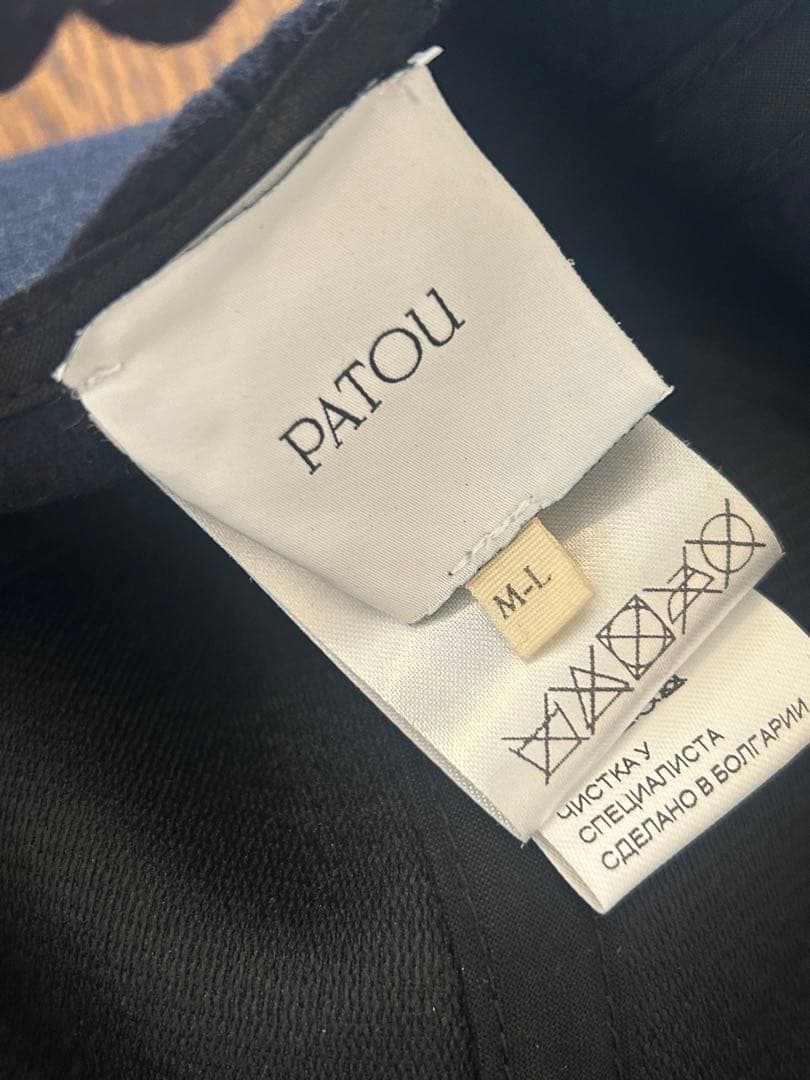 PATOU
M-L
ЧИСТКА У
СПЕЦИАЛИСТА
СДЕЛАНО В БОЛГАРИИ